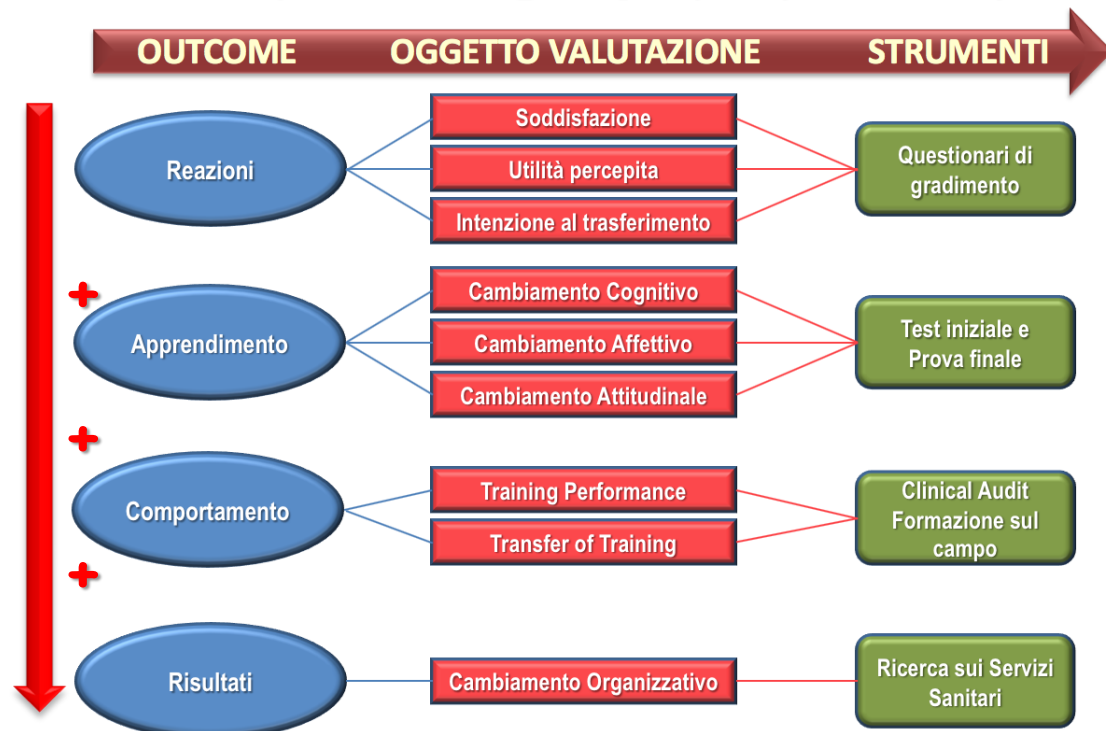 OUTCOME OGGETTO VALUTAZIONE STRUMENTI
Reazioni
Soddisfazione
Utilità percepita
Intenzione al trasferimento
Questionari di
gradimento
+
Apprendimento
Cambiamento Cognitivo
Cambiamento Affettivo
Cambiamento Attitudinale
Test iniziale e
Prova finale
+
Comportamento
Training Performance
Transfer of Training
Clinical Audit
Formazione sul
campo
+
Risultati
Cambiamento Organizzativo
Ricerca sui Servizi
Sanitari